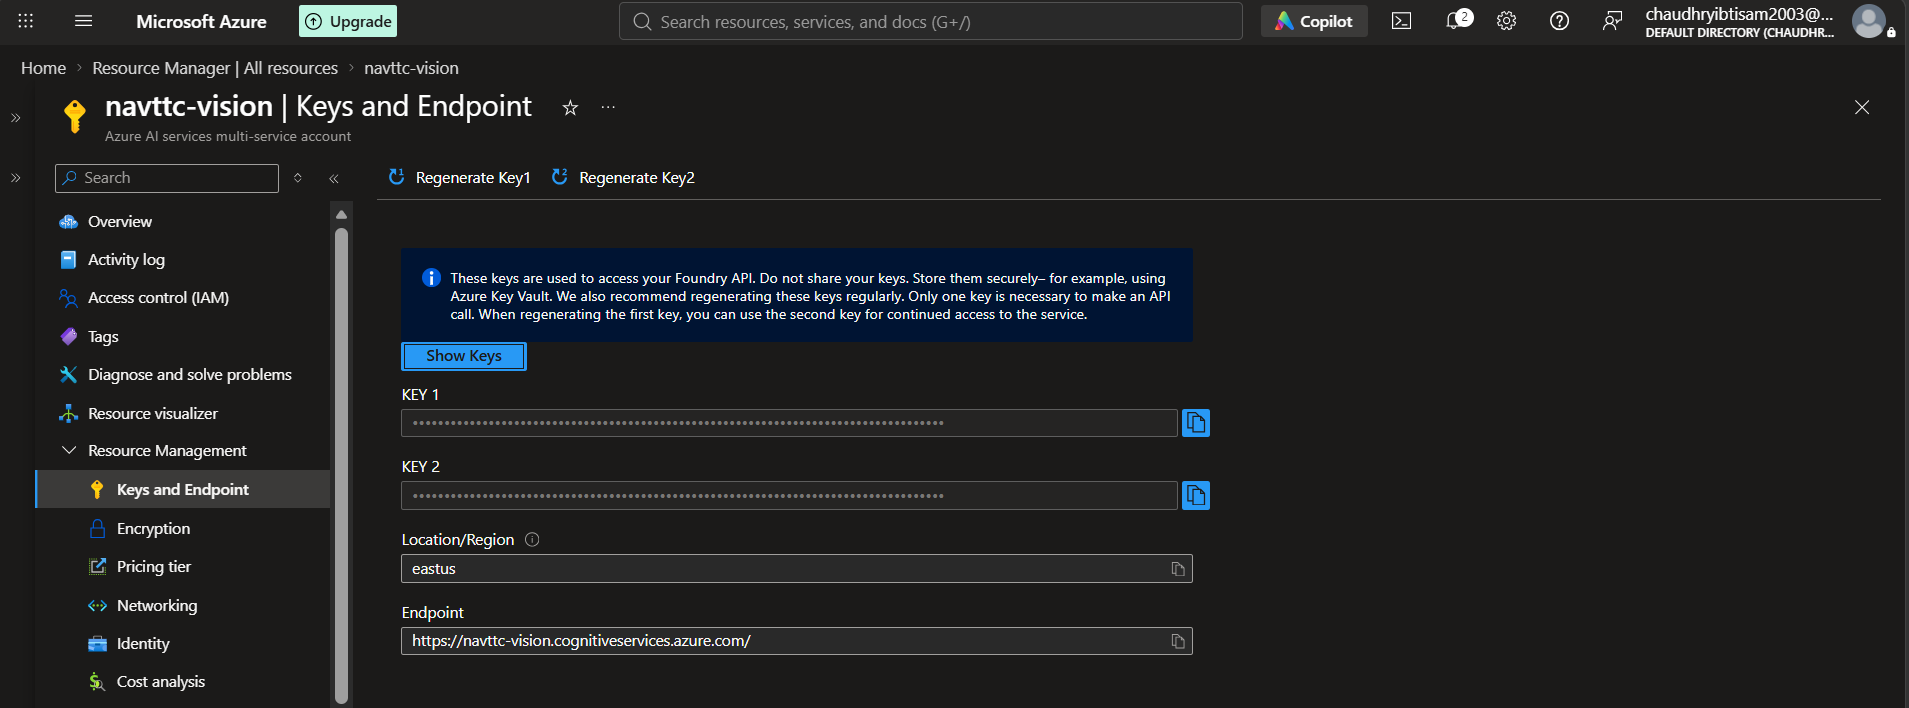 Microsoft Azure
Upgrade
Search resources, services, and docs (G+/)
Copilot
2
chaudhryibtisam2003@...
DEFAULT DIRECTORY (CHAUDHR...
Home > Resource Manager | All resources > navttc-vision
navttc-vision | Keys and Endpoint
Azure AI services multi-service account
Search
Overview
Activity log
Access control (IAM)
Tags
Diagnose and solve problems
Resource visualizer
Resource Management
Keys and Endpoint
Encryption
Pricing tier
Networking
Identity
Cost analysis
Regenerate Key1
Regenerate Key2
These keys are used to access your Foundry API. Do not share your keys. Store them securely– for example, using
Azure Key Vault. We also recommend regenerating these keys regularly. Only one key is necessary to make an API
call. When regenerating the first key, you can use the second key for continued access to the service.
Show Keys
KEY 1
KEY 2
Location/Region
eastus
Endpoint
https://navttc-vision.cognitiveservices.azure.com/